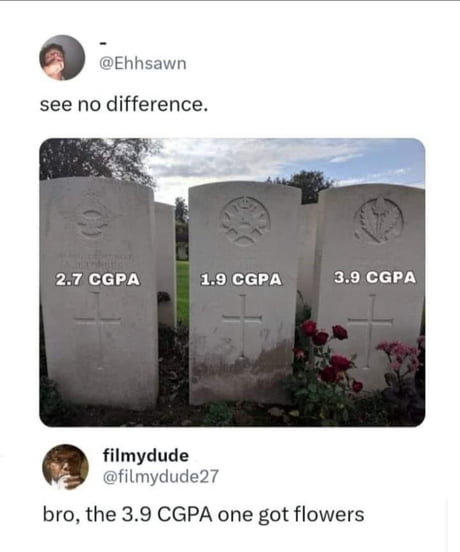 -
@Ehhsawn
see no difference.
2.7 CGPA
1.9 CGPA
3.9 CGPA
filmydude
@filmydude27
bro, the 3.9 CGPA one got flowers